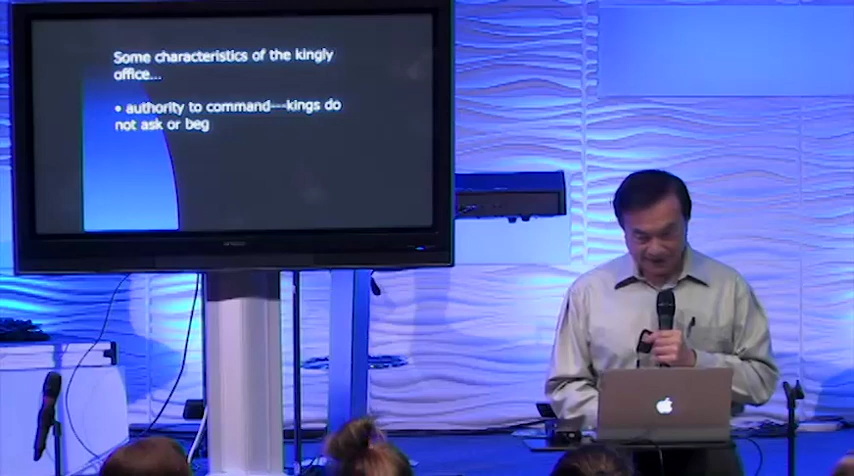 Some characteristics of the kingly
office...
• authority to command---kings do
not ask or beg